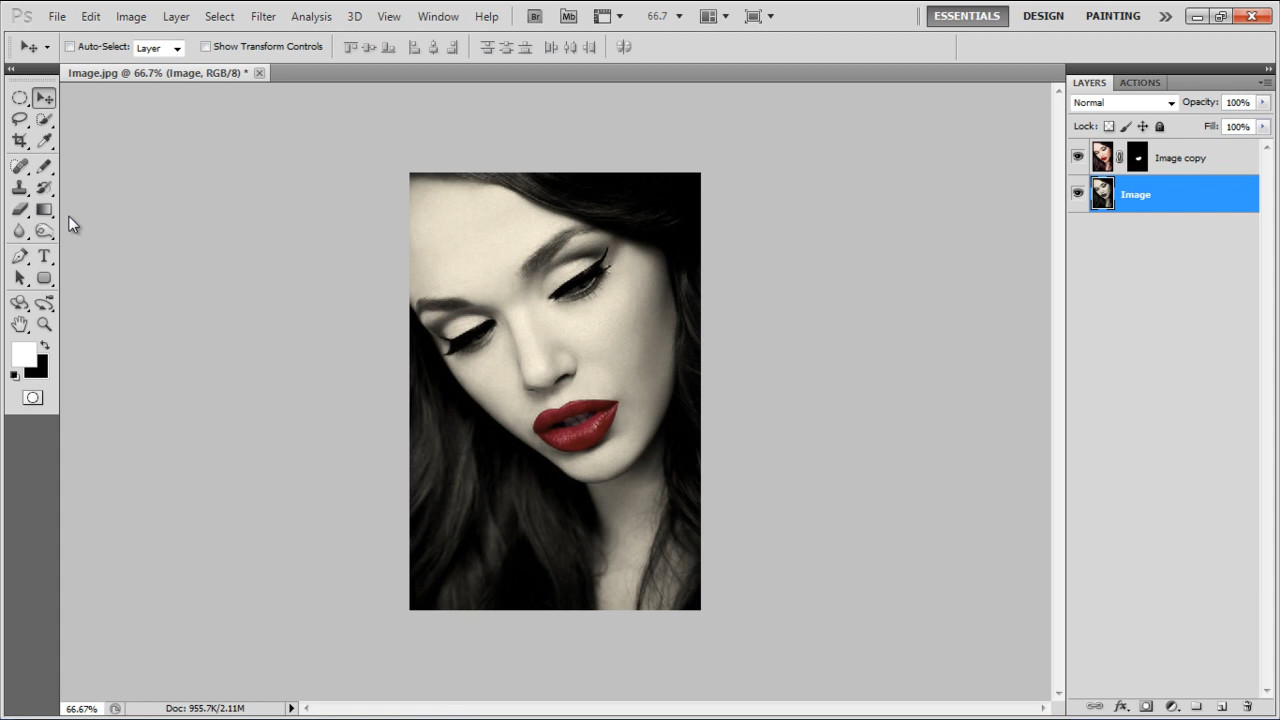 Ps File Edit Image Layer Select Filter Analysis 3D View Window Help Br Mb 66.7 ESSENTIALS DESIGN PAINTING
Auto-Select: Layer Show Transform Controls
Image.jpg @ 66.7% (Image, RGB/8) *
LAYERS ACTIONS
Normal Opacity: 100%
Lock: Fill: 100%
Image copy
Image
T
66.67% Doc: 955.7K/2.11M
fx